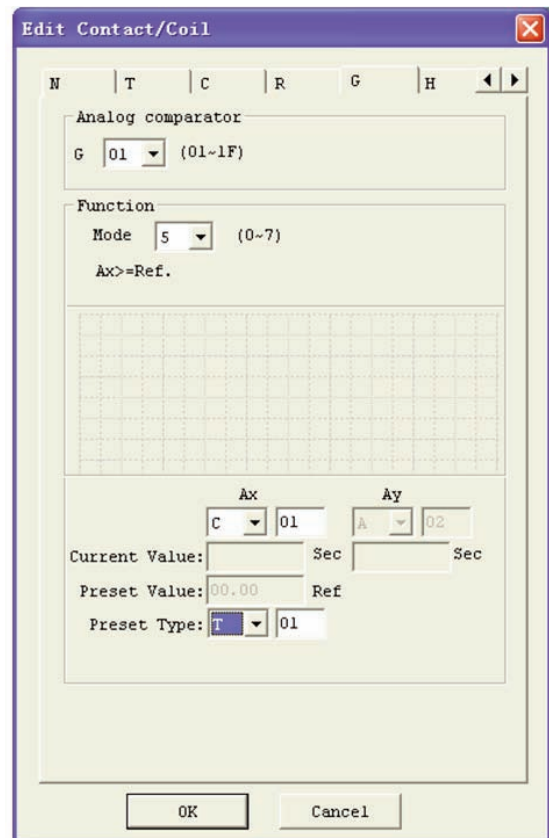 Edit Contact/Coil
N T C R G H
Analog comparator
G 01 (01~1F)
Function
Mode 5 (0~7)
Ax>=Ref.
Ax Ay
C 01 A 02
Current Value: Sec Sec
Preset Value: 00.00 Ref
Preset Type: T 01
OK Cancel